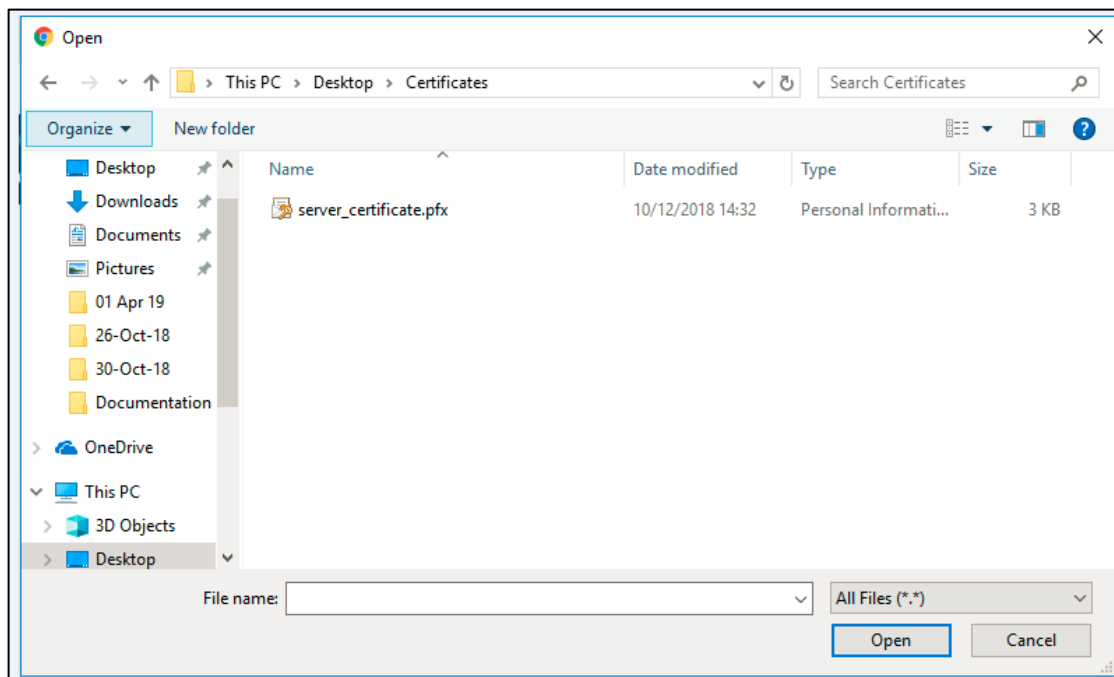 Open
This PC > Desktop > Certificates
Search Certificates
Organize
New folder
Name
Date modified
Type
Size
server_certificate.pfx
10/12/2018 14:32
Personal Informati...
3 KB
Desktop
Downloads
Documents
Pictures
01 Apr 19
26-Oct-18
30-Oct-18
Documentation
OneDrive
This PC
3D Objects
Desktop
File name:
All Files (*.*)
Open
Cancel